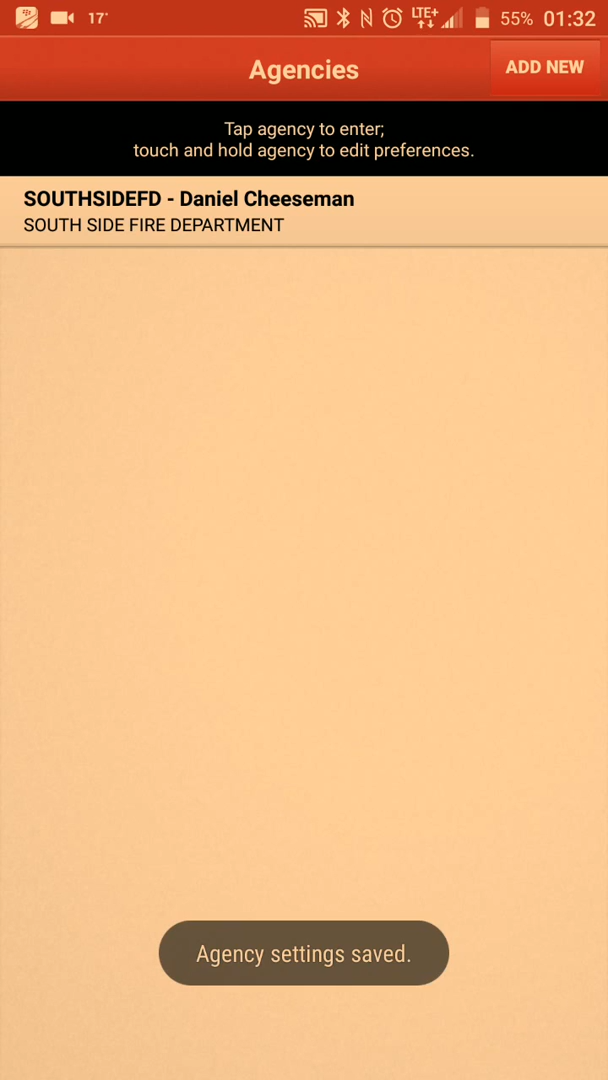 17°
LTE+
55%
01:32
Agencies
ADD NEW
Tap agency to enter;
touch and hold agency to edit preferences.
SOUTHSIDEFD - Daniel Cheeseman
SOUTH SIDE FIRE DEPARTMENT
Agency settings saved.